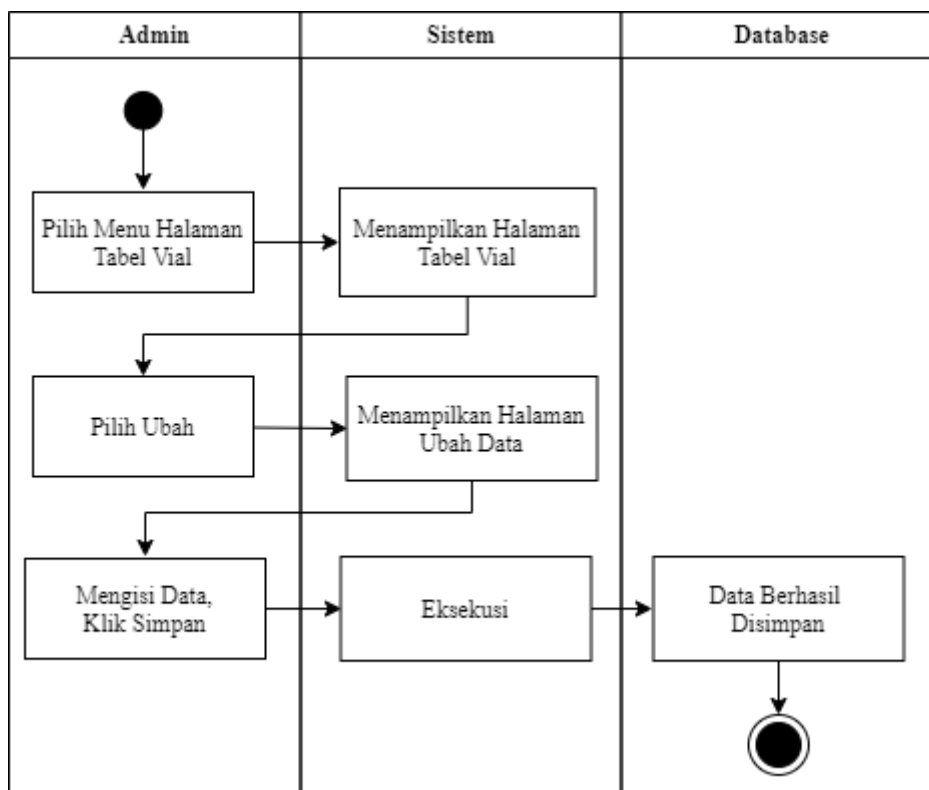 Admin
Sistem
Database
Pilih Menu Halaman
Tabel Vial
Menampilkan Halaman
Tabel Vial
Pilih Ubah
Menampilkan Halaman
Ubah Data
Mengisi Data,
Klik Simpan
Eksekusi
Data Berhasil
Disimpan